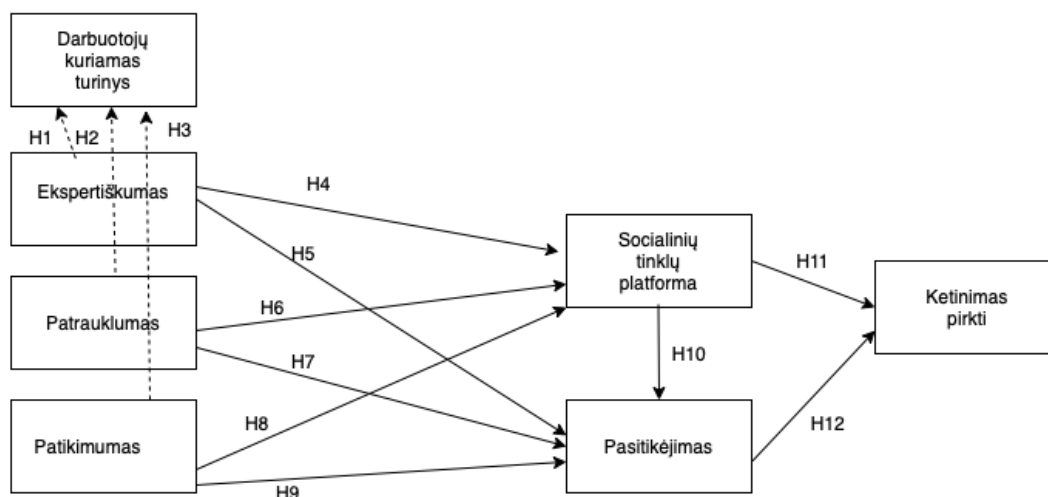 Darbuotojų
kuriamas
turinys
H1
H2
H3
Ekspertiškumas
H4
H5
Socialinių
tinklų
platforma
H11
Ketinimas
pirkti
Patrauklumas
H6
H7
H10
Patikimumas
H8
H9
Pasitikėjimas
H12